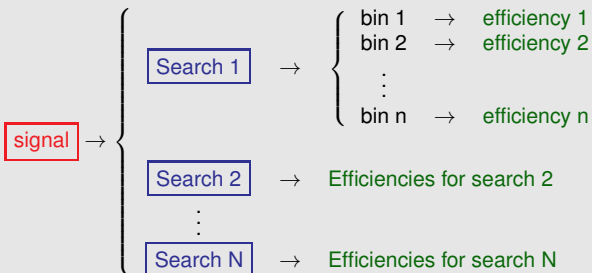 bin 1 → efficiency 1
bin 2 → efficiency 2
Search 1 →
⋮
bin n → efficiency n
signal →
Search 2 → Efficiencies for search 2
⋮
Search N → Efficiencies for search N